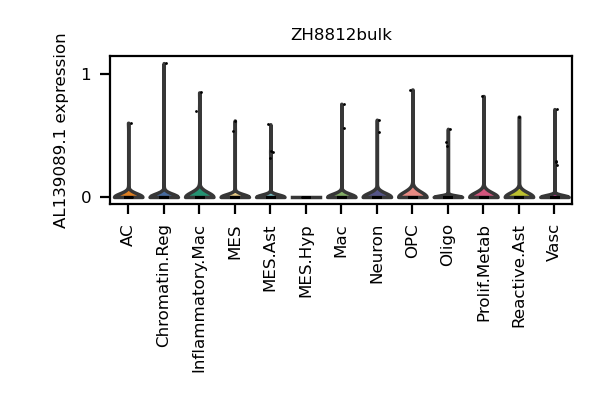 ZH8812bulk
AL139089.1 expression
1
0
AC
Chromatin.Reg
Inflammatory.Mac
MES
MES.Ast
MES.Hyp
Mac
Neuron
OPC
Oligo
Prolif.Metab
Reactive.Ast
Vasc